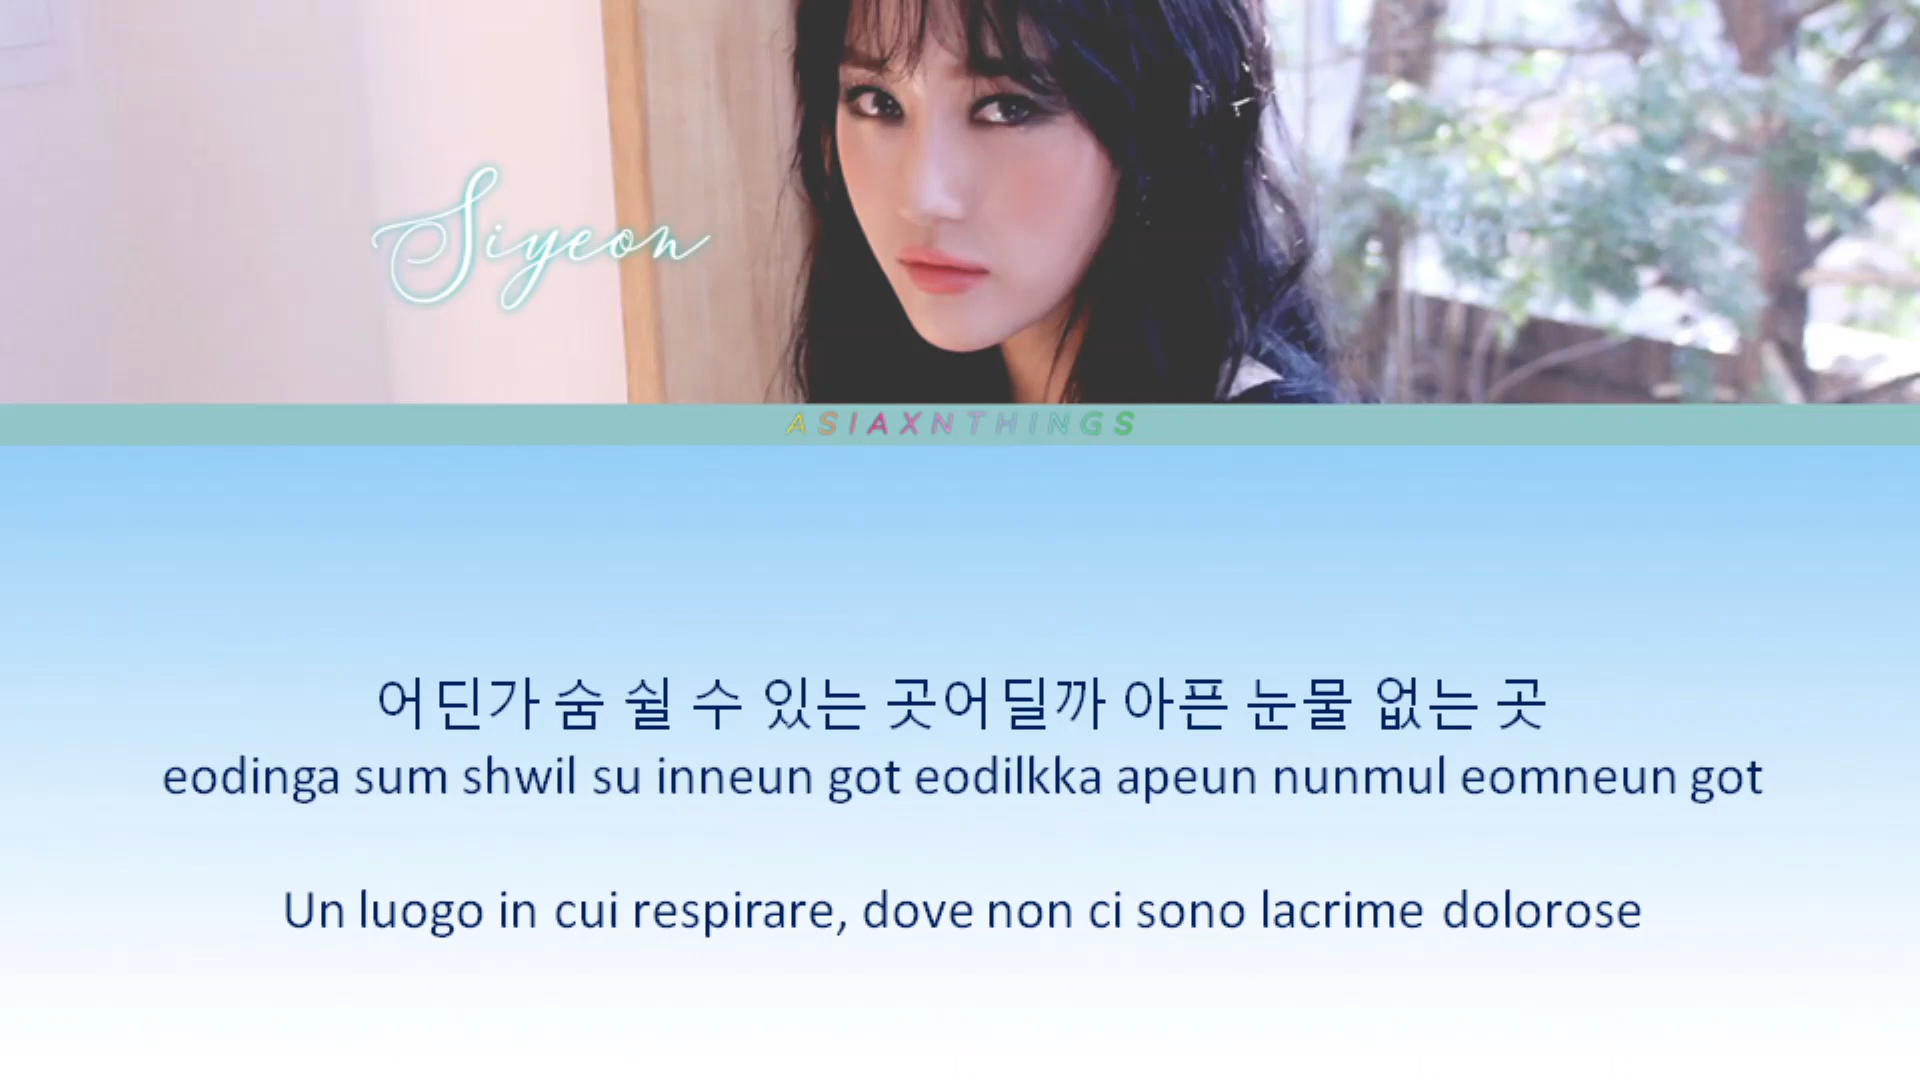 Siyeon
ASIAXNTHINGS
어딘가 숨 쉴 수 있는 곳어딜까 아픈 눈물 없는 곳
eodinga sum shwil su inneun got eodilkka apeun nunmul eomneun got
Un luogo in cui respirare, dove non ci sono lacrime dolorose